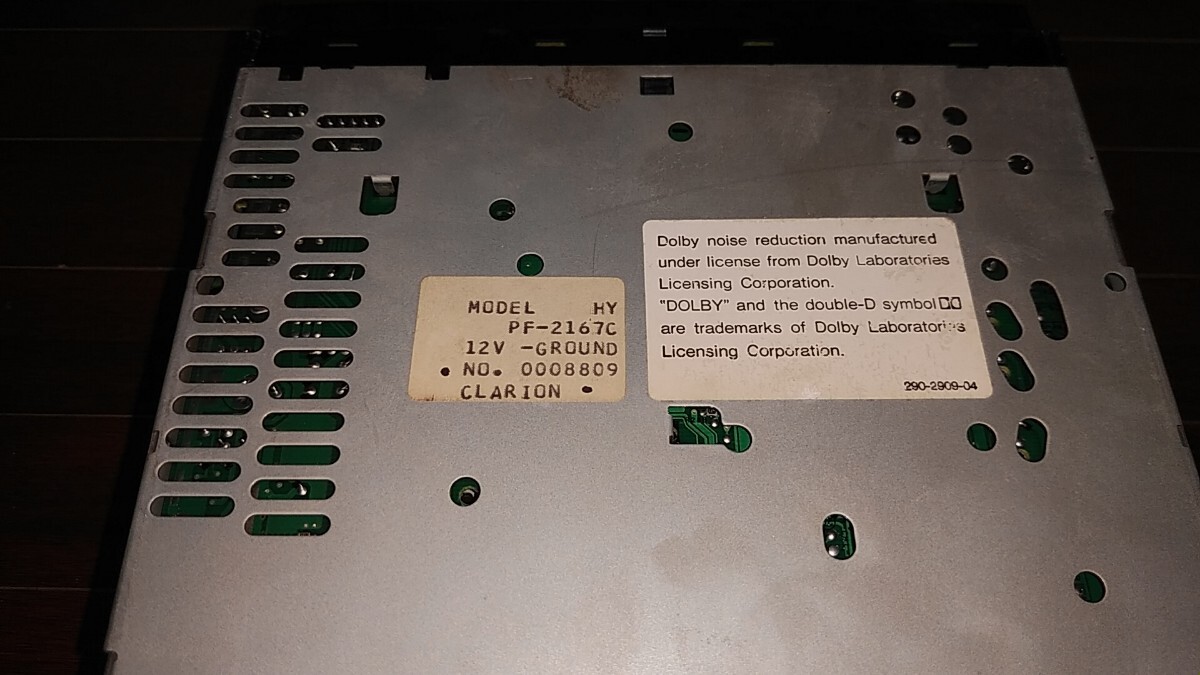 MODEL HY
PF-2167C
12V -GROUND
• NO. 0008809
CLARION •
Dolby noise reduction manufactured
under license from Dolby Laboratories
Licensing Corporation.
"DOLBY" and the double-D symbol
are trademarks of Dolby Laboratories
Licensing Corporation.
290-2909-04